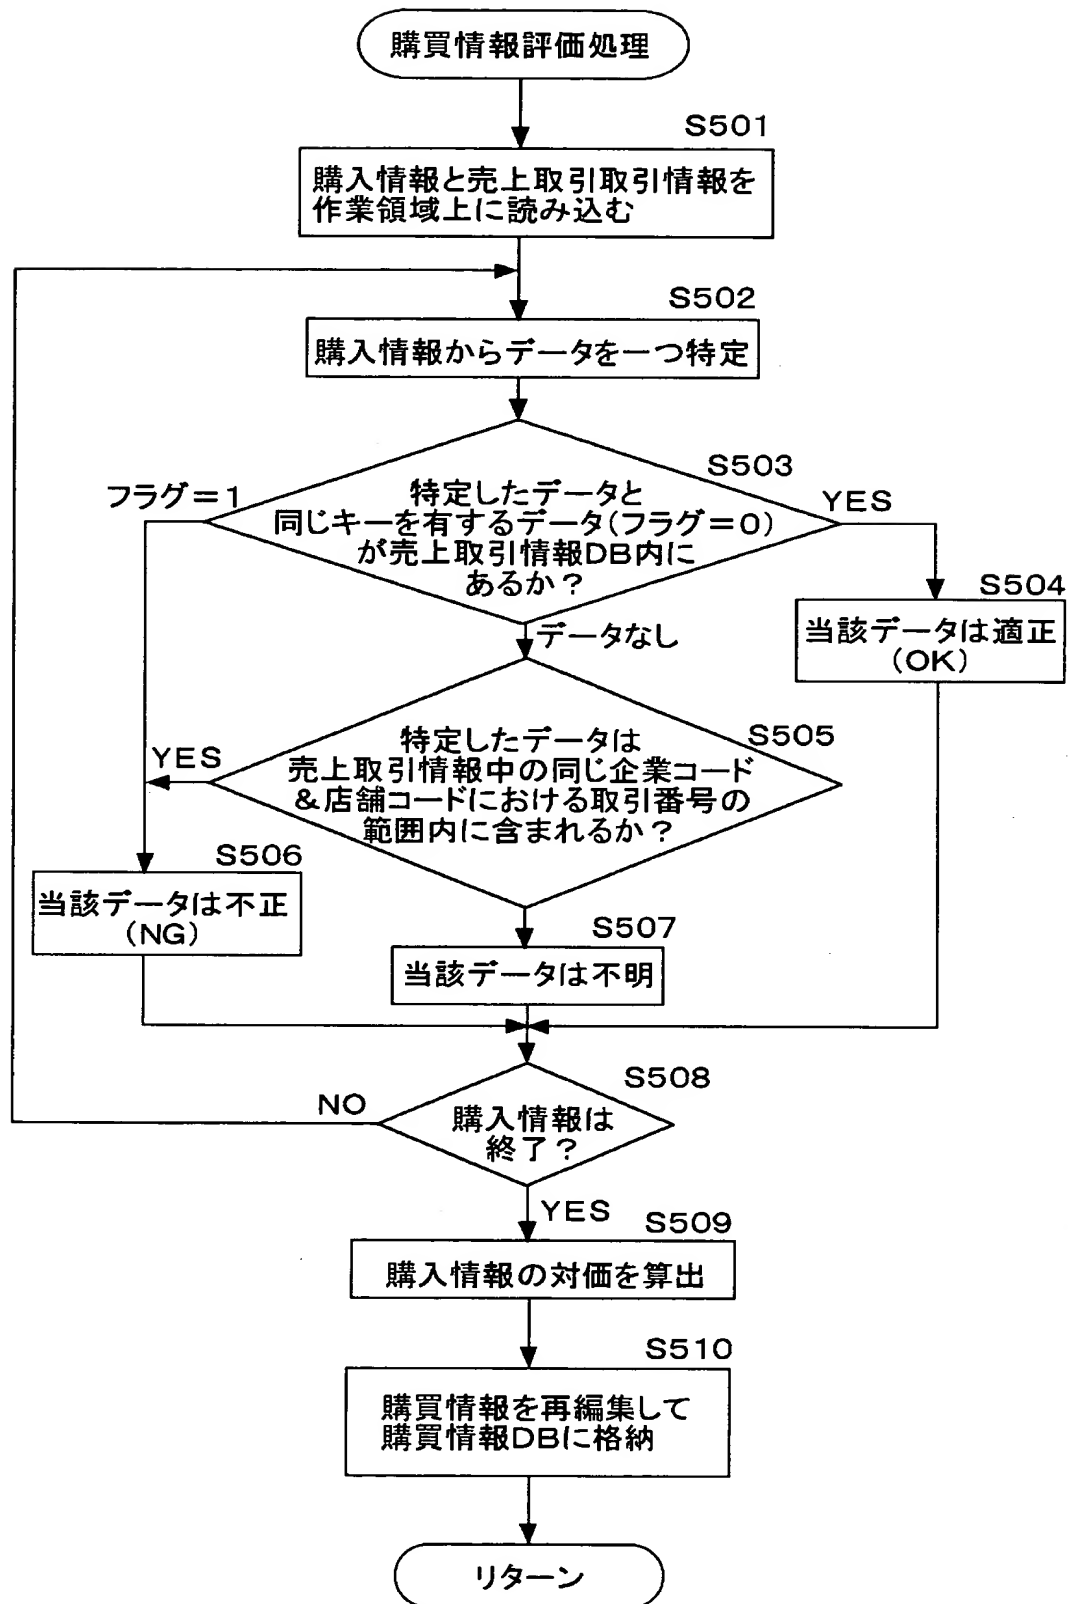 購買情報評価処理
S501
購入情報と売上取引取引情報を
作業領域上に読み込む
S502
購入情報からデータを一つ特定
S503
フラグ=1
特定したデータと
同じキーを有するデータ(フラグ=0)
が売上取引情報DB内に
あるか?
YES
S504
当該データは適正
(OK)
データなし
S505
特定したデータは
売上取引情報中の同じ企業コード
&店舗コードにおける取引番号の
範囲内に含まれるか?
YES
S506
当該データは不正
(NG)
S507
当該データは不明
S508
購入情報は
終了?
NO
YES
S509
購入情報の対価を算出
S510
購買情報を再編集して
購買情報DBに格納
リターン